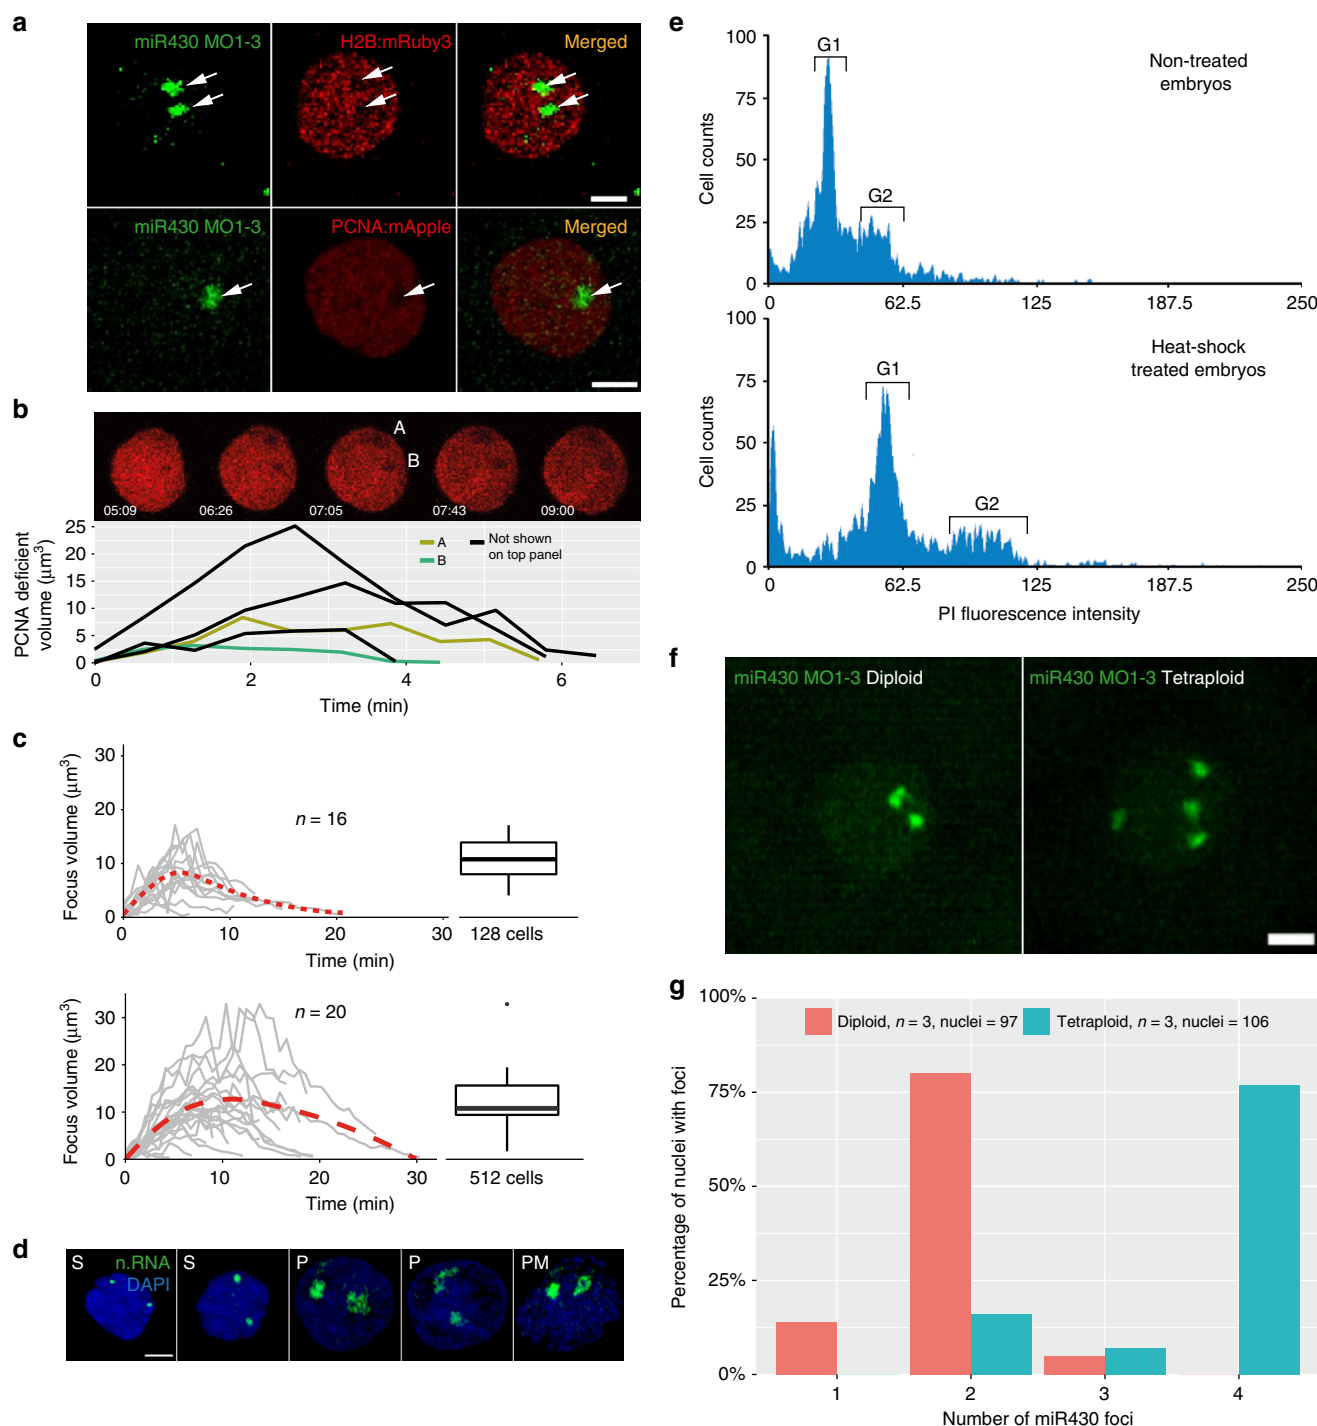 a
miR430 MO1-3
H2B:mRuby3
Merged
miR430 MO1-3
PCNA:mApple
Merged
b
A
B
05:09
06:26
07:05
07:43
09:00
PCNA deficient
volume (μm³)
25
20
15
10
5
0
A
B
Not shown
on top panel
0
2
4
6
Time (min)
c
Focus volume (μm³)
30
20
10
0
n = 16
0
10
20
30
Time (min)
128 cells
Focus volume (μm³)
30
20
10
0
n = 20
0
10
20
30
Time (min)
512 cells
d
S
n.RNA
DAPI
S
P
P
PM
e
Cell counts
100
75
50
25
0
G1
G2
Non-treated
embryos
0
62.5
125
187.5
250
Cell counts
100
75
50
25
0
G1
G2
Heat-shock
treated embryos
0
62.5
125
187.5
250
PI fluorescence intensity
f
miR430 MO1-3 Diploid
miR430 MO1-3 Tetraploid
g
Percentage of nuclei with foci
100%
75%
50%
25%
0%
Diploid, n = 3, nuclei = 97
Tetraploid, n = 3, nuclei = 106
1
2
3
4
Number of miR430 foci